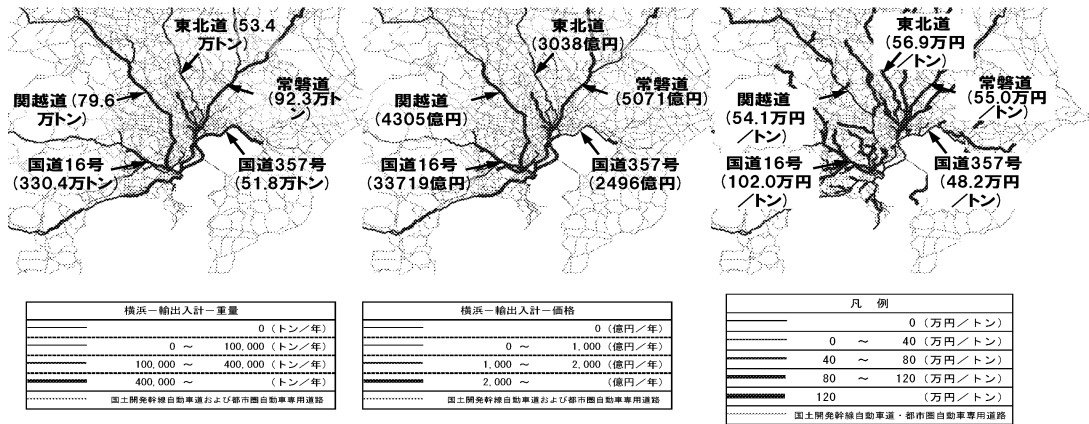 東北道(53.4
万トン)
関越道(79.6
万トン)
常磐道
(92.3万ト
ン)
国道16号
(330.4万トン)
国道357号
(51.8万トン)
東北道
(3038億円)
関越道
(4305億円)
常磐道
(5071億円)
国道16号
(33719億円)
国道357号
(2496億円)
東北道
(56.9万円
/トン)
関越道
(54.1万円
/トン)
常磐道
(55.0万円
/トン)
国道16号
(102.0万円
/トン)
国道357号
(48.2万円
/トン)
横浜-輸出入計-重量
0 (トン/年)
0 ~ 100,000 (トン/年)
100,000 ~ 400,000 (トン/年)
400,000 ~ (トン/年)
国土開発幹線自動車道および都市圏自動車専用道路
横浜-輸出入計-価格
0 (億円/年)
0 ~ 1,000 (億円/年)
1,000 ~ 2,000 (億円/年)
2,000 ~ (億円/年)
国土開発幹線自動車道および都市圏自動車専用道路
凡 例
0 (万円/トン)
0 ~ 40 (万円/トン)
40 ~ 80 (万円/トン)
80 ~ 120 (万円/トン)
120 (万円/トン)
国土開発幹線自動車道・都市圏自動車専用道路